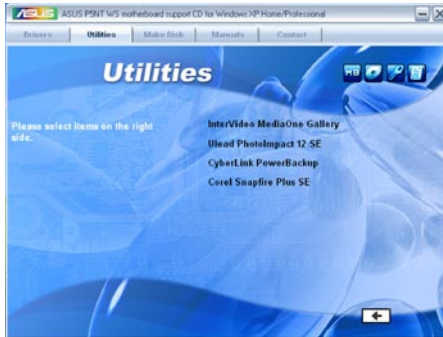 ASUS ASUS P5NT WS motherboard support CD for Windows XP Home/Professional
Drivers Utilities Make Disk Manuals Contact
Utilities
Please select items on the right
side.
InterVideo MediaOne Gallery
Ulead PhotoImpact 12 SE
CyberLink PowerBackup
Corel Snapfire Plus SE